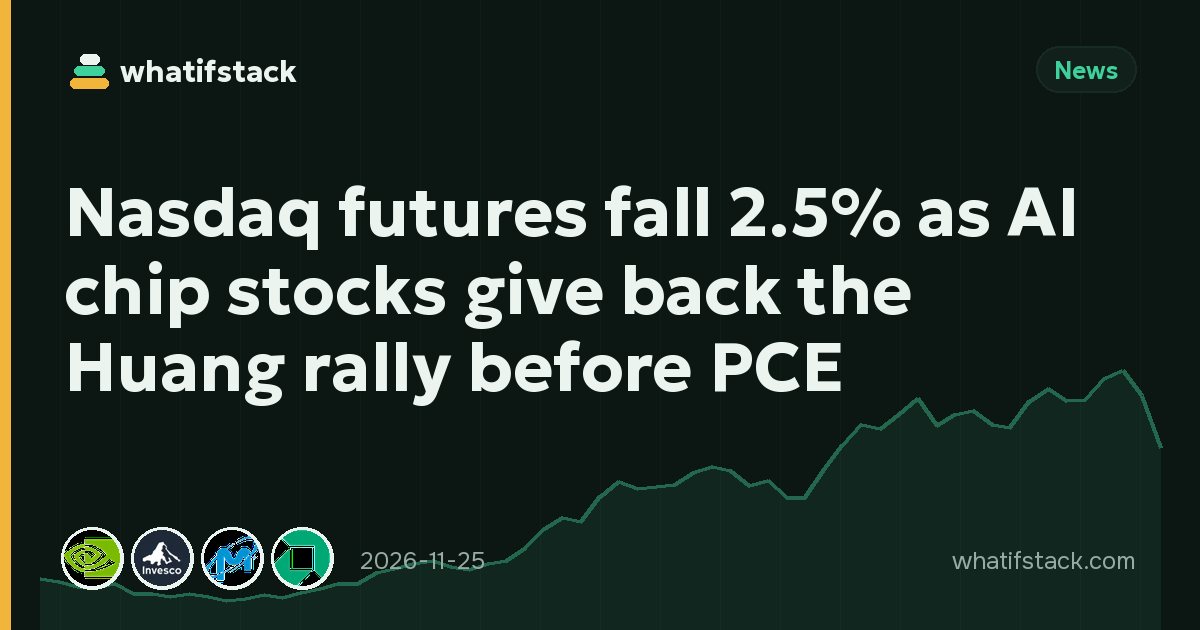 whatifstack
News
Nasdaq futures fall 2.5% as AI
chip stocks give back the
Huang rally before PCE
Invesco
2026-11-25
whatifstack.com